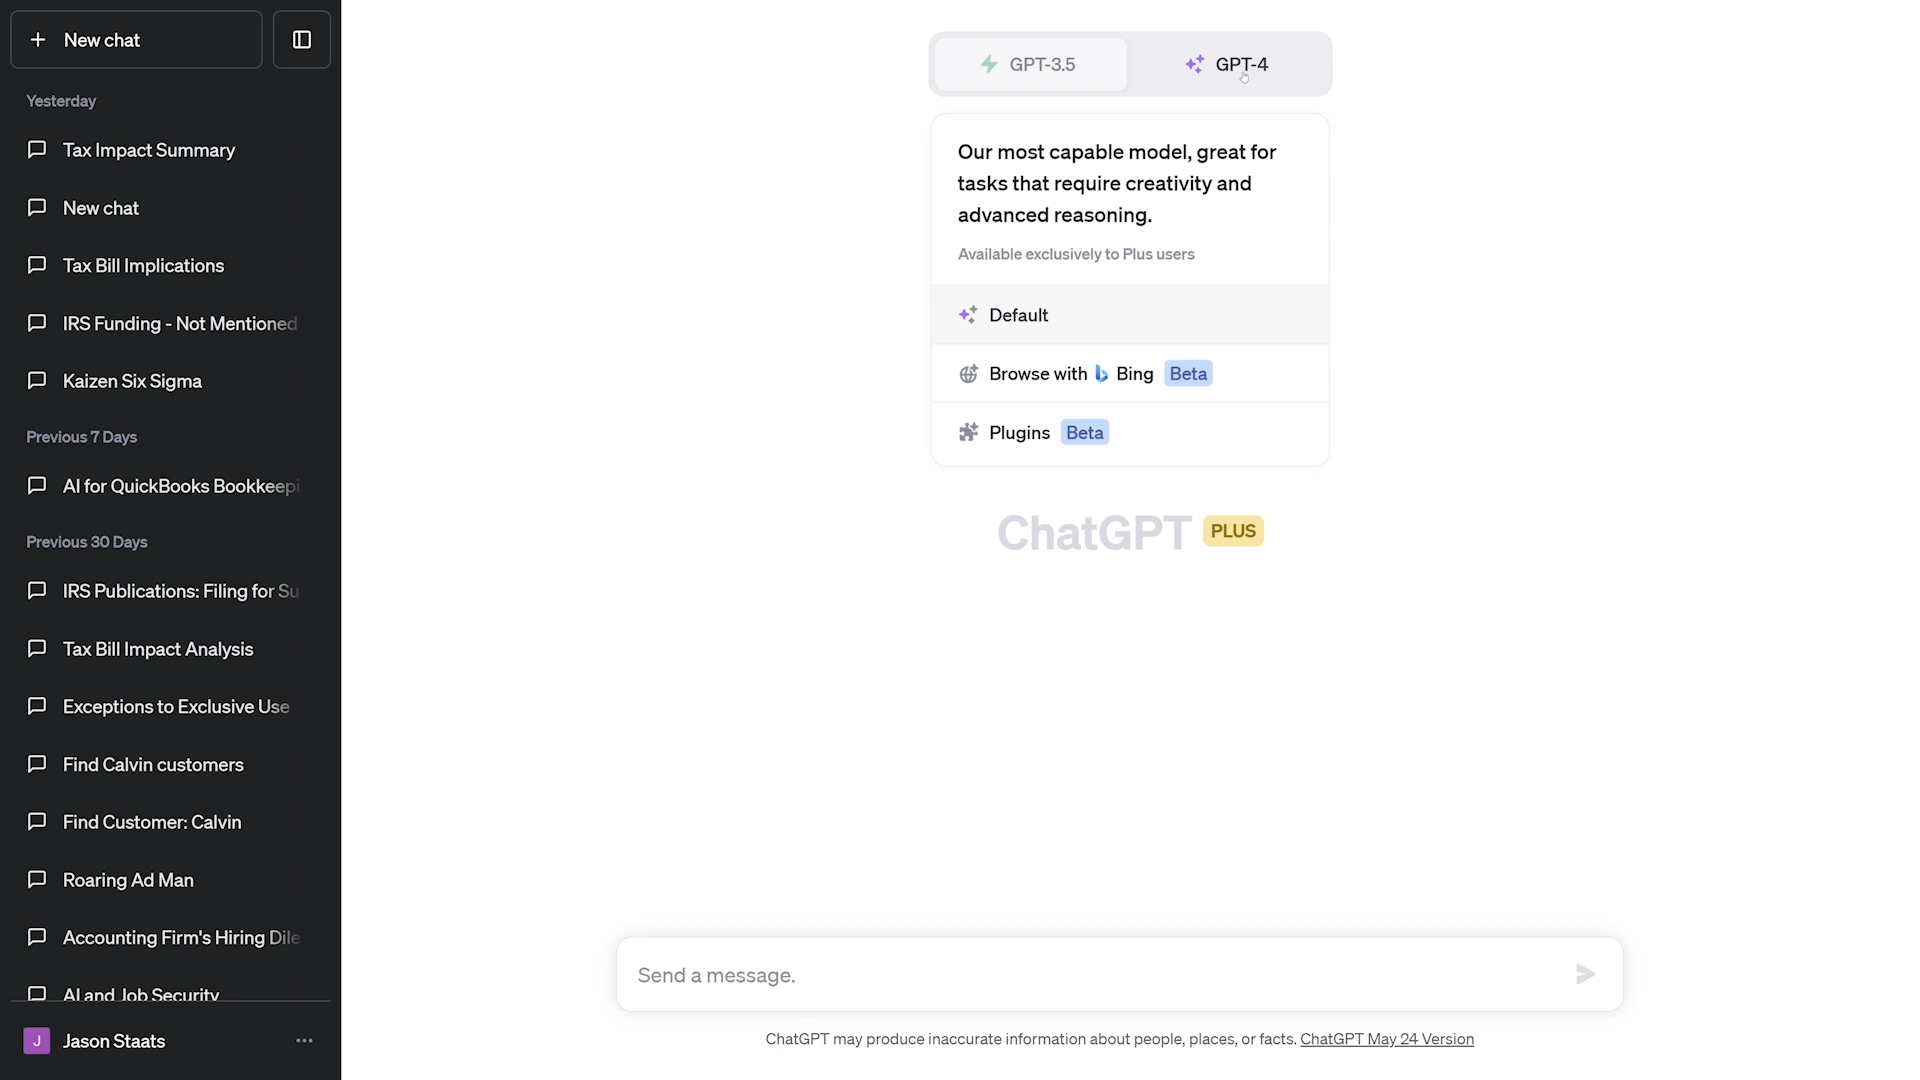 New chat
Yesterday
Tax Impact Summary
New chat
Tax Bill Implications
IRS Funding - Not Mentioned
Kaizen Six Sigma
Previous 7 Days
AI for QuickBooks Bookkeepi
Previous 30 Days
IRS Publications: Filing for Su
Tax Bill Impact Analysis
Exceptions to Exclusive Use
Find Calvin customers
Find Customer: Calvin
Roaring Ad Man
Accounting Firm's Hiring Dile
AI and Job Security
J Jason Staats
GPT-3.5
GPT-4
Our most capable model, great for
tasks that require creativity and
advanced reasoning.
Available exclusively to Plus users
Default
Browse with Bing Beta
Plugins Beta
ChatGPT PLUS
Send a message.
ChatGPT may produce inaccurate information about people, places, or facts. ChatGPT May 24 Version